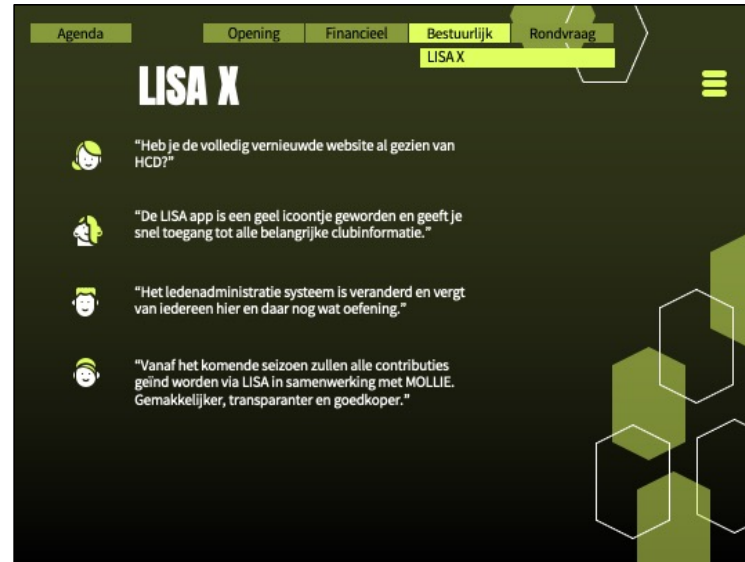 Agenda
Opening
Financieel
Bestuurlijk
Rondvraag
LISA X
LISA X
“Heb je de volledig vernieuwde website al gezien van
HCD?”
“De LISA app is een geel icoontje geworden en geeft je
snel toegang tot alle belangrijke clubinformatie.”
“Het ledenadministratie systeem is veranderd en vergt
van iedereen hier en daar nog wat oefening.”
“Vanaf het komende seizoen zullen alle contributies
geïnd worden via LISA in samenwerking met MOLLIE.
Gemakkelijker, transparanter en goedkoper.”